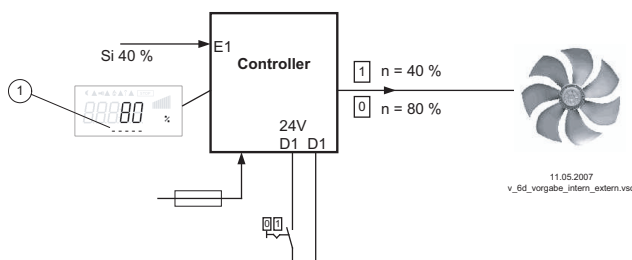 E1
Si 40 %
Controller
1 n = 40 %
0 n = 80 %
1
80
%
24V
D1 D1
0 1
11.05.2007
v_6d_vorgabe_intern_extern.vsd